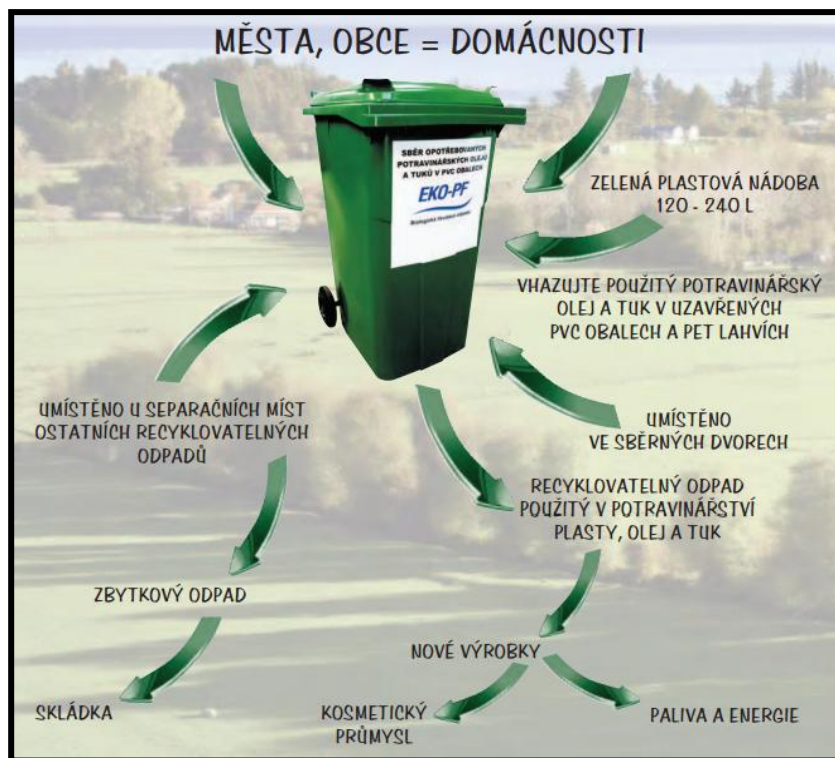 MĚSTA, OBCE = DOMÁCNOSTI
SBĚR OPOTŘEBOVANÝCH
POTRAVINÁŘSKÝCH OLEJŮ
A TUKŮ V PVC OBALECH
EKO-PF
ZELENÁ PLASTOVÁ NÁDOBA
120 - 240 L
VHAZUJTE POUŽITÝ POTRAVINÁŘSKÝ
OLEJ A TUK V UZAVŘENÝCH
PVC OBALECH A PET LAHVÍCH
UMÍSTĚNO U SEPARAČNÍCH MÍST
OSTATNÍCH RECYKLOVATELNÝCH
ODPADŮ
UMÍSTĚNO
VE SBĚRNÝCH DVORECH
RECYKLOVATELNÝ ODPAD
POUŽITÝ V POTRAVINÁŘSTVÍ
PLASTY, OLEJ A TUK
ZBYTKOVÝ ODPAD
NOVÉ VÝROBKY
SKLÁDKA
KOSMETICKÝ
PRŮMYSL
PALIVA A ENERGIE